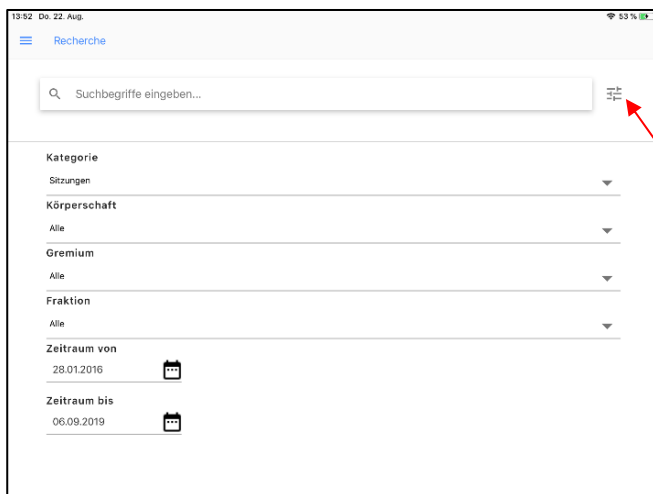 13:52 Do. 22. Aug. 53 %
Recherche
Suchbegriffe eingeben...
Kategorie
Sitzungen
Körperschaft
Alle
Gremium
Alle
Fraktion
Alle
Zeitraum von
28.01.2016
Zeitraum bis
06.09.2019